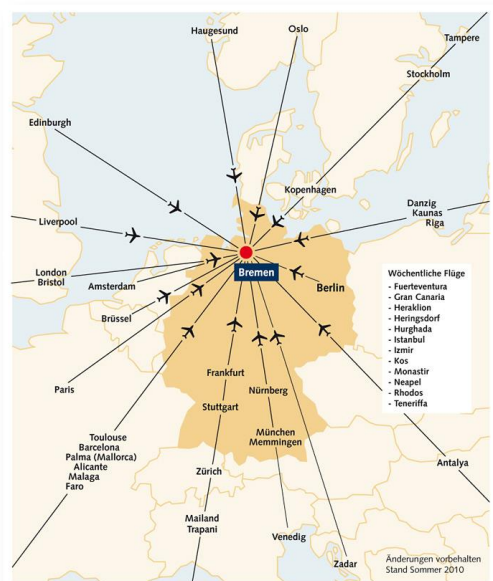 Haugesund
Oslo
Tampere
Stockholm
Edinburgh
Kopenhagen
Danzig
Kaunas
Riga
Liverpool
London
Bristol
Amsterdam
Bremen
Berlin
Brüssel
Wöchentliche Flüge
- Fuerteventura
- Gran Canaria
- Heraklion
- Heringsdorf
- Hurghada
- Istanbul
- Izmir
- Kos
- Monastir
- Neapel
- Rhodos
- Teneriffa
Paris
Frankfurt
Nürnberg
Stuttgart
München
Memmingen
Toulouse
Barcelona
Palma (Mallorca)
Alicante
Malaga
Faro
Zürich
Antalya
Mailand
Trapani
Venedig
Zadar
Änderungen vorbehalten
Stand Sommer 2010